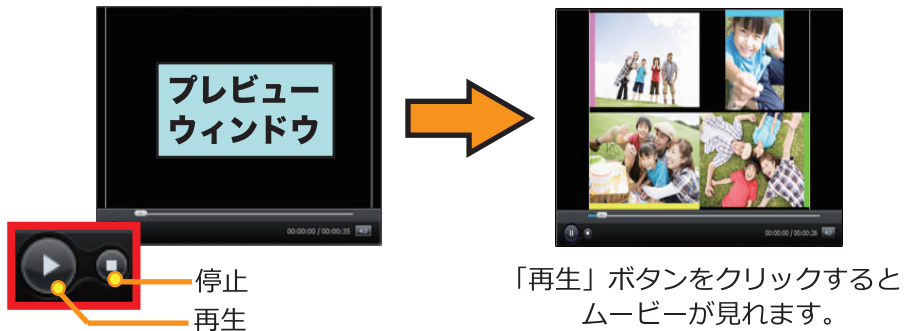 プレビュー
ウィンドウ
00:00:00 / 00:00:35
停止
再生
00:00:00 / 00:00:26
「再生」ボタンをクリックすると
ムービーが見れます。